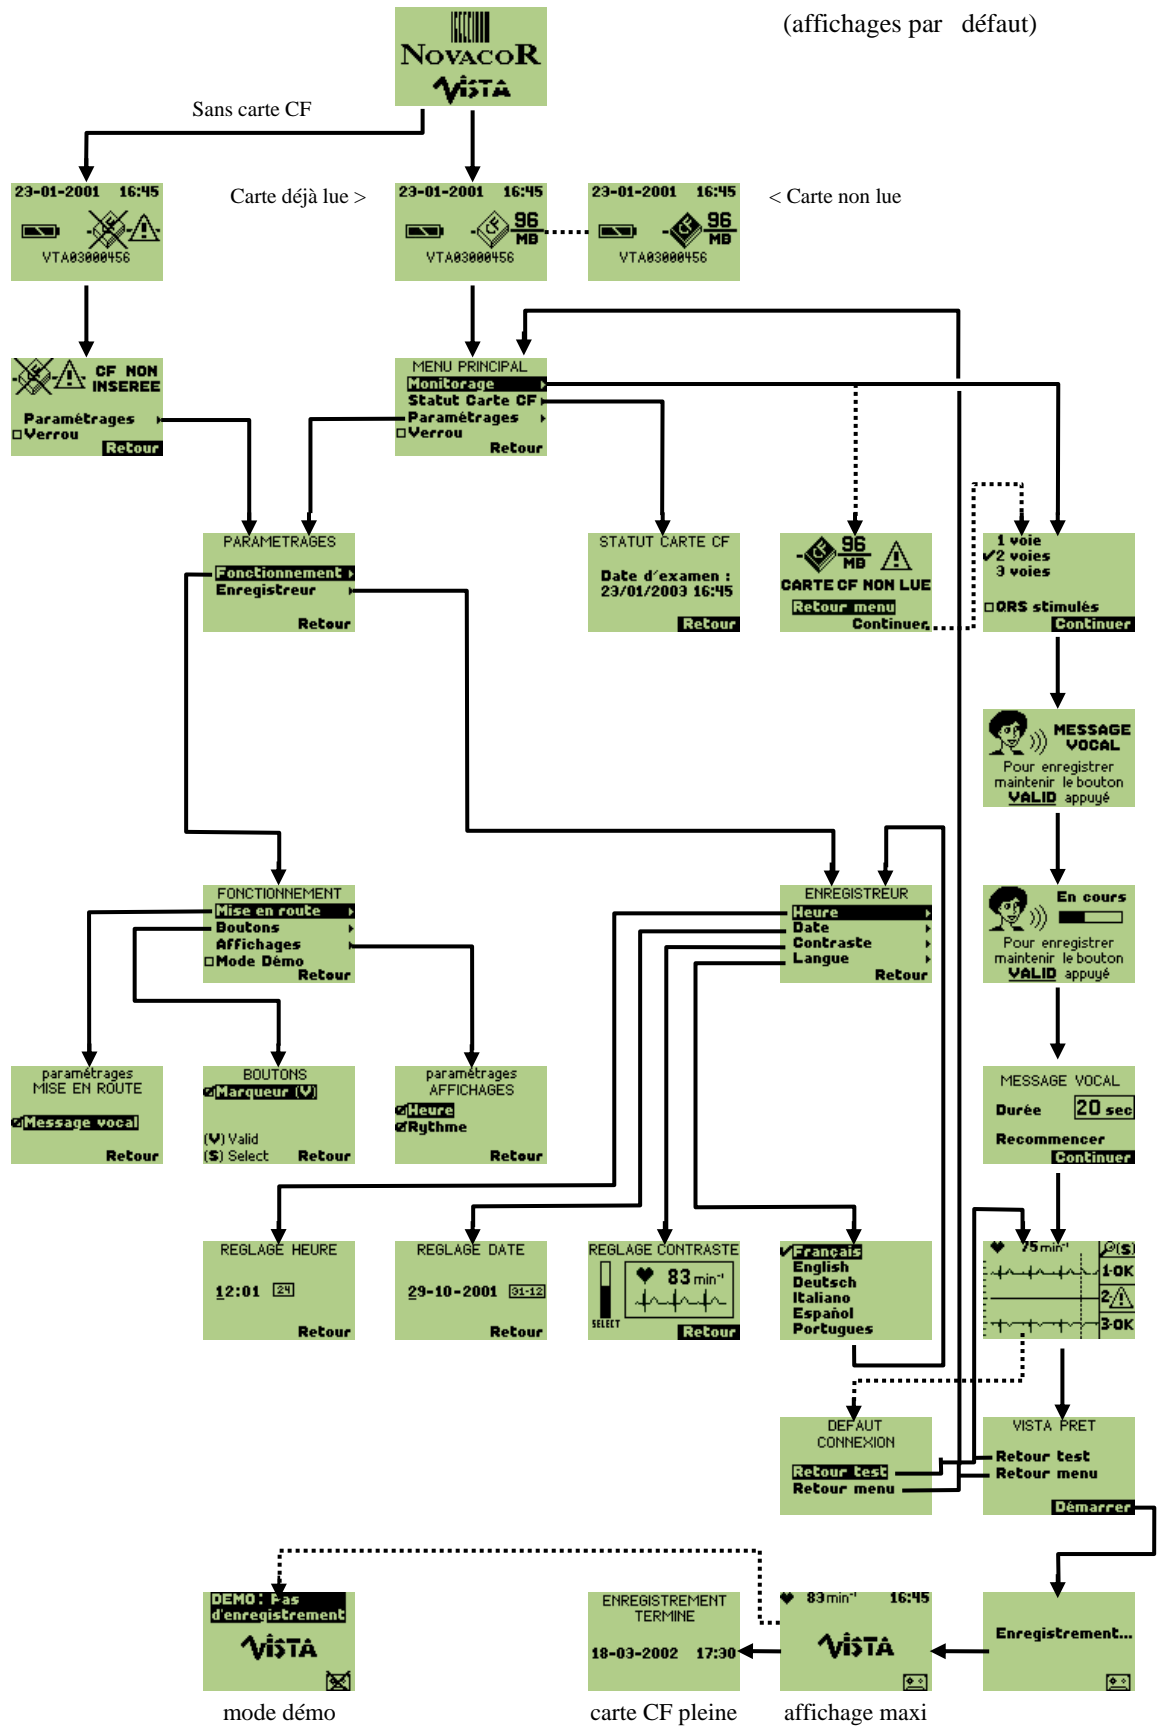 (affichages par défaut)
NOVACOR
VISTA
Sans carte CF
23-01-2001 16:45
CF
VTA03000456
Carte déjà lue >
23-01-2001 16:45
CF 96 MB
VTA03000456
23-01-2001 16:45
CF 96 MB
VTA03000456
< Carte non lue
CF
CF NON
INSEREE
Paramétrages
Verrou
Retour
MENU PRINCIPAL
Monitorage
Statut Carte CF
Paramétrages
Verrou
Retour
PARAMETRAGES
Fonctionnement
Enregistreur
Retour
STATUT CARTE CF
Date d'examen :
23/01/2003 16:45
Retour
CF 96 MB
CARTE CF NON LUE
Retour menu
Continuer
1 voie
2 voies
3 voies
QRS stimulés
Continuer
MESSAGE
VOCAL
Pour enregistrer
maintenir le bouton
VALID appuyé
FONCTIONNEMENT
Mise en route
Boutons
Affichages
Mode Démo
Retour
ENREGISTREUR
Heure
Date
Contraste
Langue
Retour
En cours
Pour enregistrer
maintenir le bouton
VALID appuyé
paramétrages
MISE EN ROUTE
Message vocal
Retour
BOUTONS
Marqueur (V)
(V) Valid
(S) Select Retour
paramétrages
AFFICHAGES
Heure
Rythme
Retour
MESSAGE VOCAL
Durée 20 sec
Recommencer
Continuer
REGLAGE HEURE
12:01 24
Retour
REGLAGE DATE
29-10-2001 31-12
Retour
REGLAGE CONTRASTE
83 min⁻¹
SELECT
Retour
Français
English
Deutsch
Italiano
Español
Portugues
75 min⁻¹ (S)
1-OK
2-
3-OK
DEFAUT
CONNEXION
Retour test
Retour menu
VISTA PRET
Retour test
Retour menu
Démarrer
DEMO : Pas
d'enregistrement
VISTA
mode démo
ENREGISTREMENT
TERMINE
18-03-2002 17:30
carte CF pleine
83 min⁻¹ 16:45
VISTA
affichage maxi
Enregistrement...